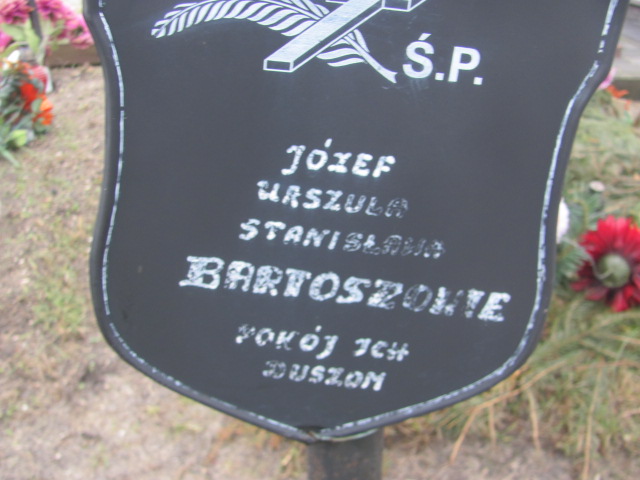 Ś.P.
JÓZEF
URSZULA
STANISŁAWA
BARTOSZOWIE
POKÓJ ICH
DUSZOM